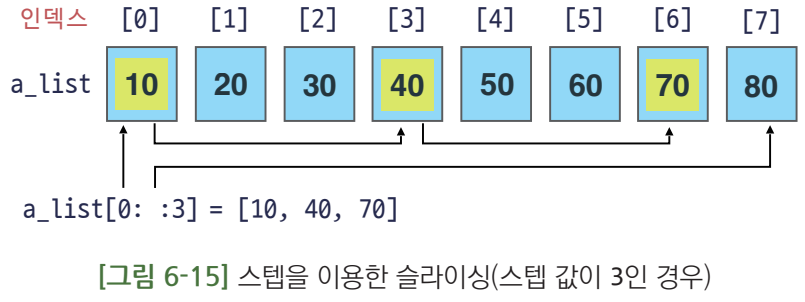 인덱스 [0] [1] [2] [3] [4] [5] [6] [7]
a_list 10 20 30 40 50 60 70 80
a_list[0: :3] = [10, 40, 70]
[그림 6-15] 스텝을 이용한 슬라이싱(스텝 값이 3인 경우)